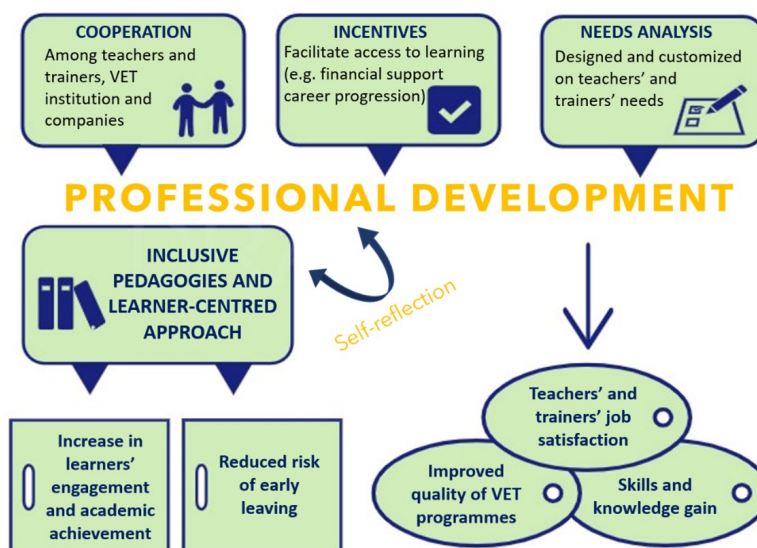 COOPERATION
Among teachers and
trainers, VET
institution and
companies
INCENTIVES
Facilitate access to learning
(e.g. financial support
career progression)
NEEDS ANALYSIS
Designed and customized
on teachers’ and
trainers’ needs
PROFESSIONAL DEVELOPMENT
INCLUSIVE
PEDAGOGIES AND
LEARNER-CENTRED
APPROACH
Self-reflection
Increase in
learners’
engagement
and academic
achievement
Reduced risk
of early
leaving
Teachers’ and
trainers’ job
satisfaction
Improved
quality of VET
programmes
Skills and
knowledge gain